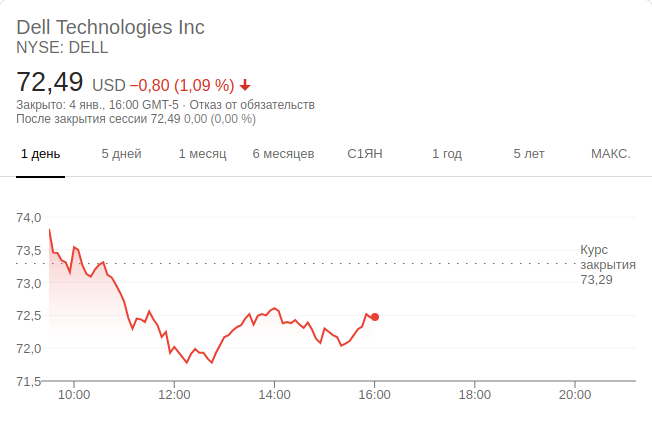 Dell Technologies Inc
NYSE: DELL
72,49 USD −0,80 (1,09 %)
Закрыто: 4 янв., 16:00 GMT-5 · Отказ от обязательств
После закрытия сессии 72,49 0,00 (0,00 %)
1 день 5 дней 1 месяц 6 месяцев С1ЯН 1 год 5 лет МАКС.
74,0
73,5
73,0
72,5
72,0
71,5
Курс
закрытия
73,29
10:00 12:00 14:00 16:00 18:00 20:00